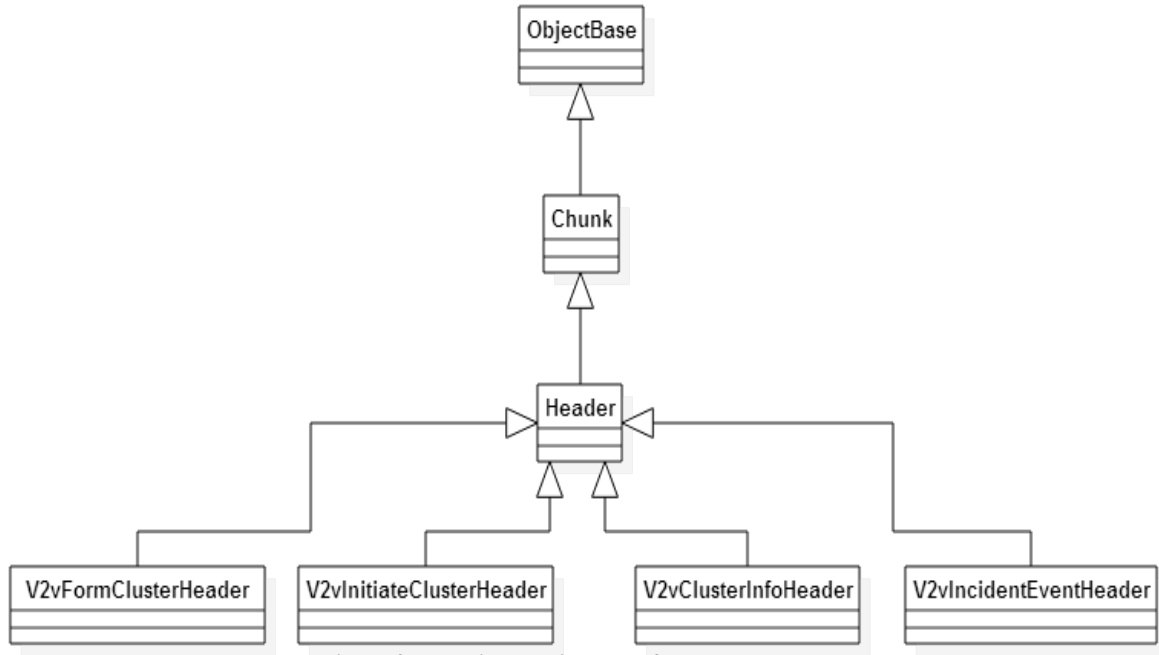 ObjectBase
Chunk
Header
V2vFormClusterHeader
V2vInitiateClusterHeader
V2vClusterInfoHeader
V2vIncidentEventHeader